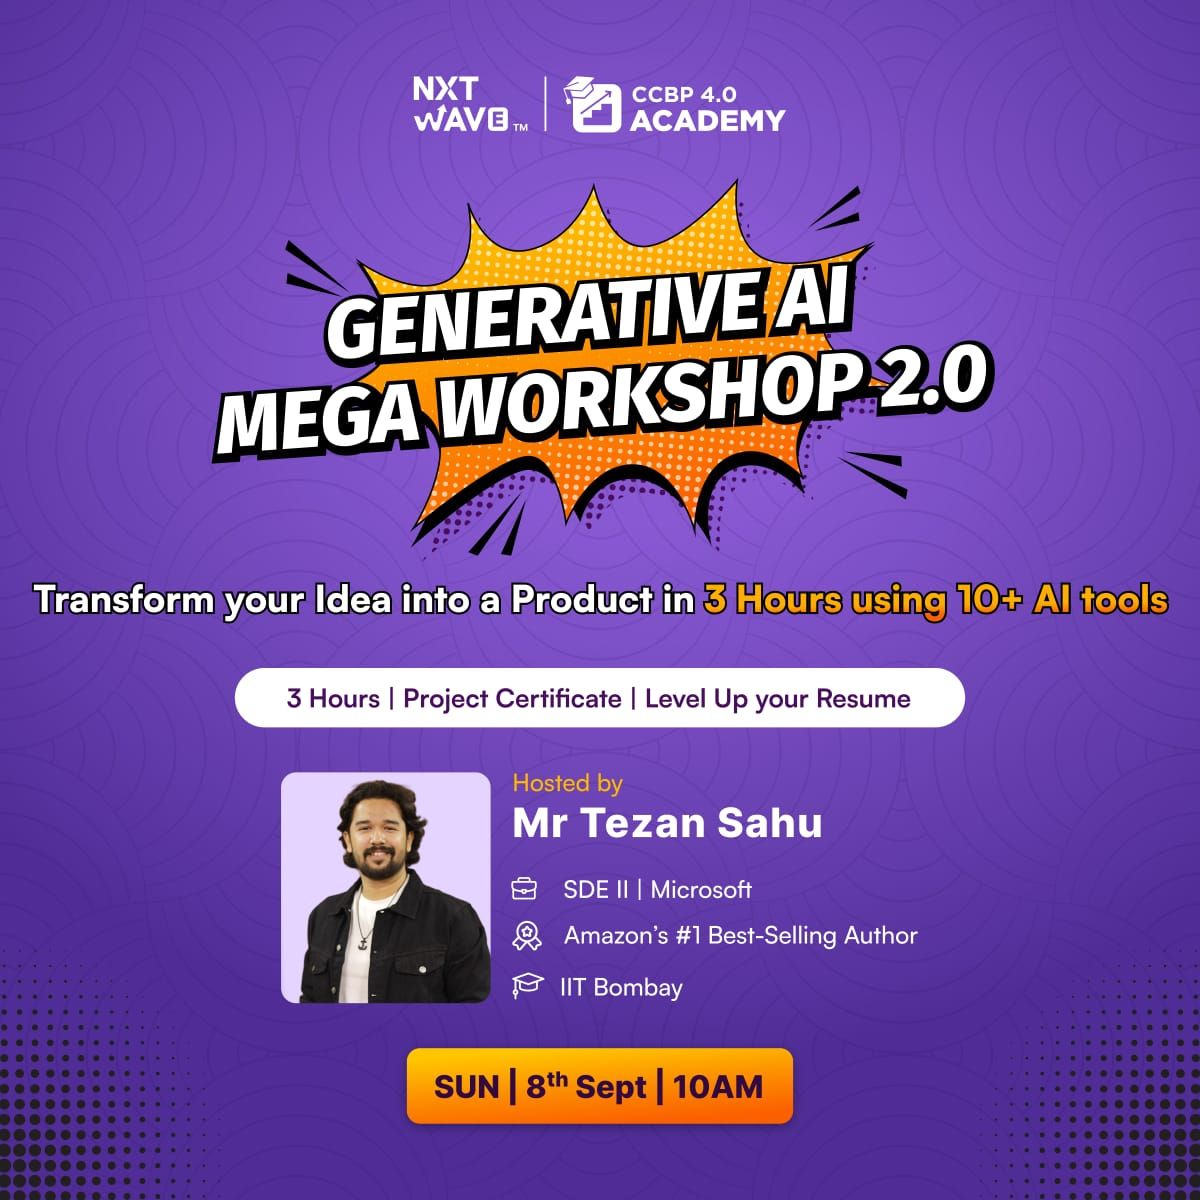 NXT
WAVE TM
CCBP 4.0
ACADEMY
GENERATIVE AI
MEGA WORKSHOP 2.0
Transform your Idea into a Product in 3 Hours using 10+ AI tools
3 Hours | Project Certificate | Level Up your Resume
Hosted by
Mr Tezan Sahu
SDE II | Microsoft
Amazon's #1 Best-Selling Author
IIT Bombay
SUN | 8th Sept | 10AM